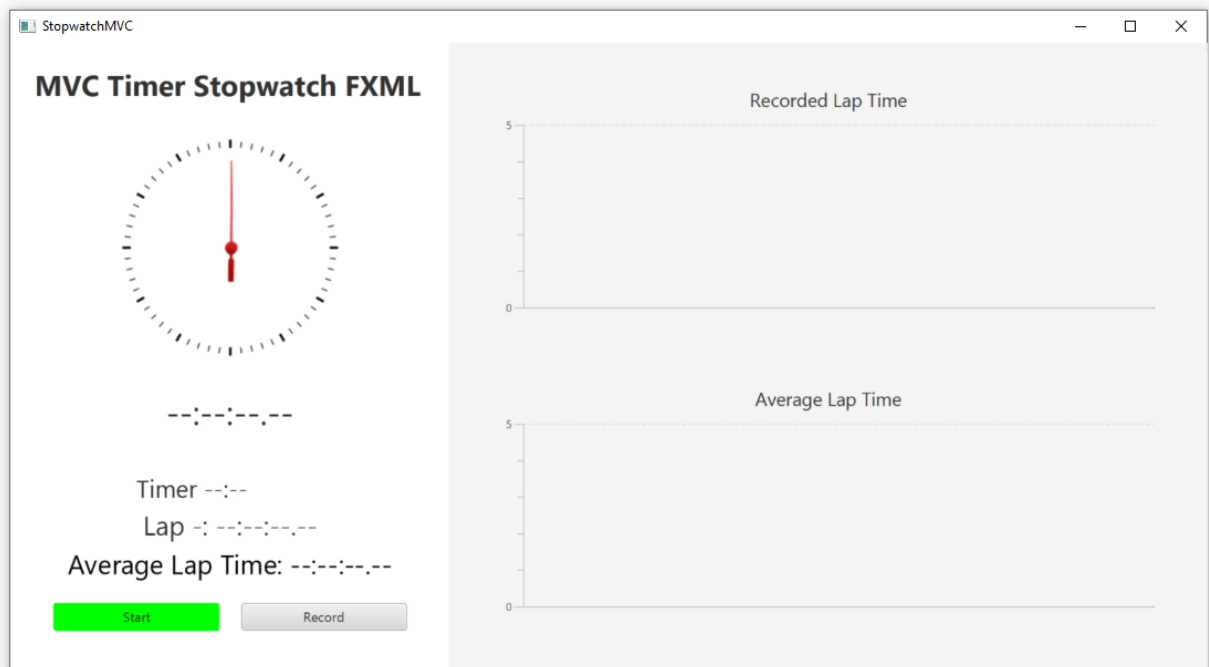 StopwatchMVC
MVC Timer Stopwatch FXML
--:--:--.--
Timer --:--
Lap -: --:--:--.--
Average Lap Time: --:--:--.--
Start
Record
Recorded Lap Time
5
0
Average Lap Time
5
0